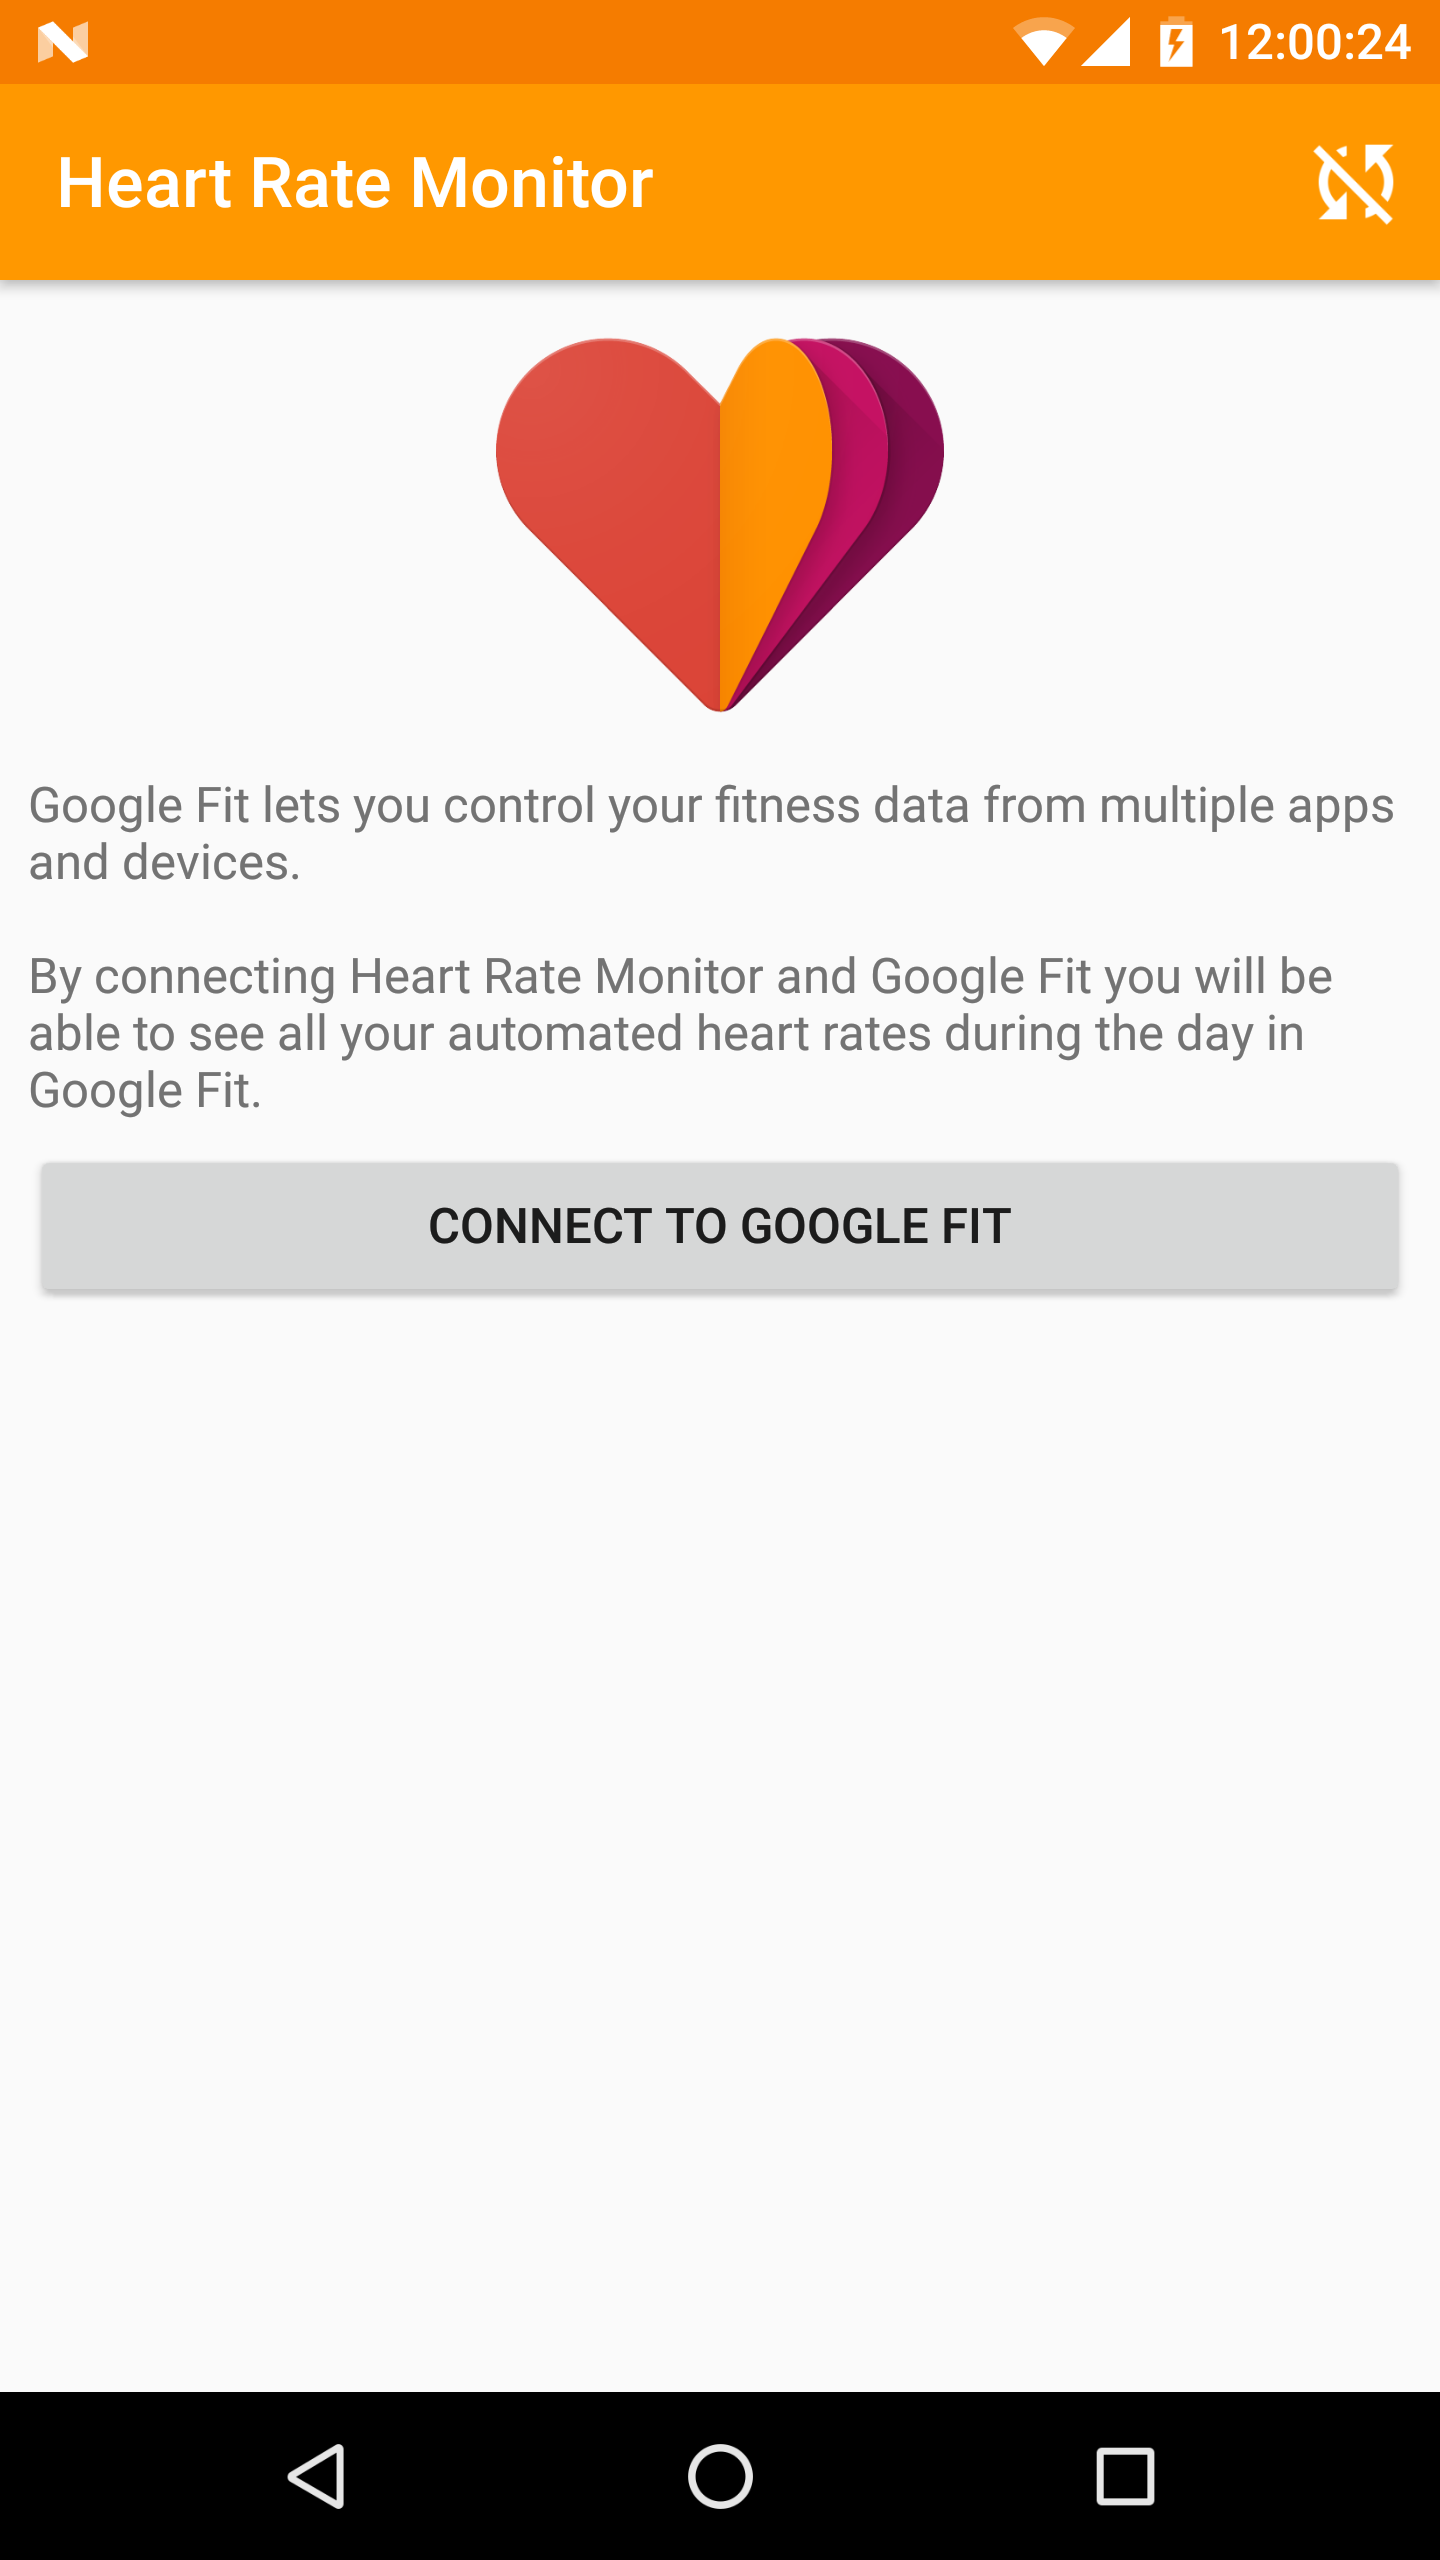 12:00:24
Heart Rate Monitor
Google Fit lets you control your fitness data from multiple apps
and devices.
By connecting Heart Rate Monitor and Google Fit you will be
able to see all your automated heart rates during the day in
Google Fit.
CONNECT TO GOOGLE FIT